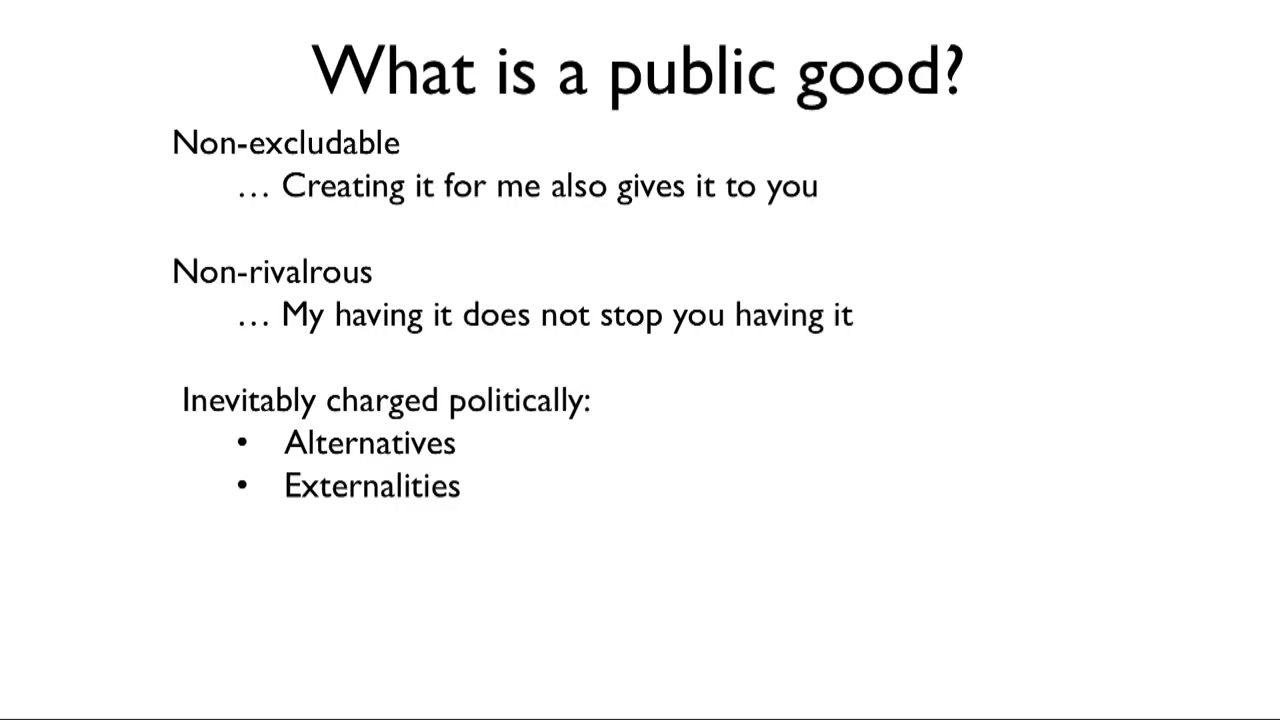 What is a public good?
Non-excludable
… Creating it for me also gives it to you
Non-rivalrous
… My having it does not stop you having it
Inevitably charged politically:
• Alternatives
• Externalities